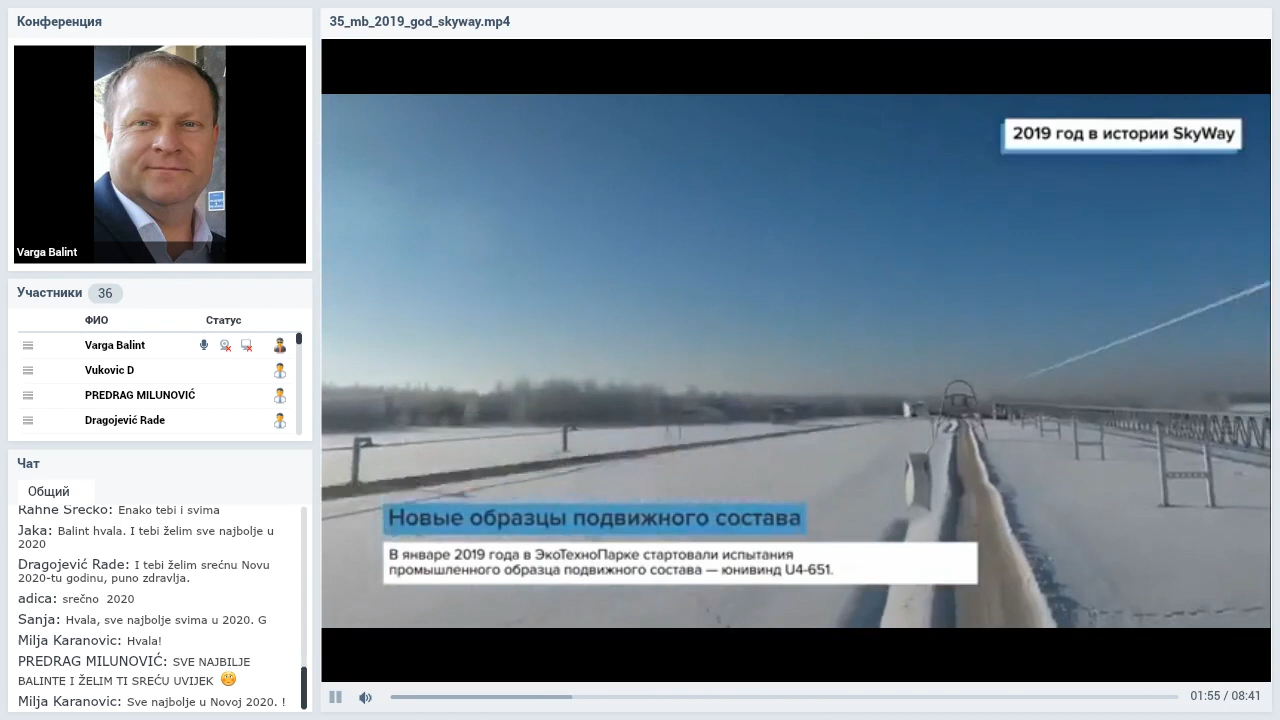 Конференция
Varga Balint
Участники 36
ФИО Статус
Varga Balint
Vukovic D
PREDRAG MILUNOVIĆ
Dragojević Rade
Чат
Общий
Rahne Srecko: Enako tebi i svima
Jaka: Balint hvala. I tebi želim sve najbolje u
2020
Dragojević Rade: I tebi želim srećnu Novu
2020-tu godinu, puno zdravlja.
adica: srečno 2020
Sanja: Hvala, sve najbolje svima u 2020. G
Milja Karanovic: Hvala!
PREDRAG MILUNOVIĆ: SVE NAJBILJE
BALINTE I ŽELIM TI SREĆU UVIJEK
Milja Karanovic: Sve najbolje u Novoj 2020. !
35_mb_2019_god_skyway.mp4
2019 год в истории SkyWay
Новые образцы подвижного состава
В январе 2019 года в ЭкоТехноПарке стартовали испытания
промышленного образца подвижного состава — юнивинд U4-651.
01:55 / 08:41